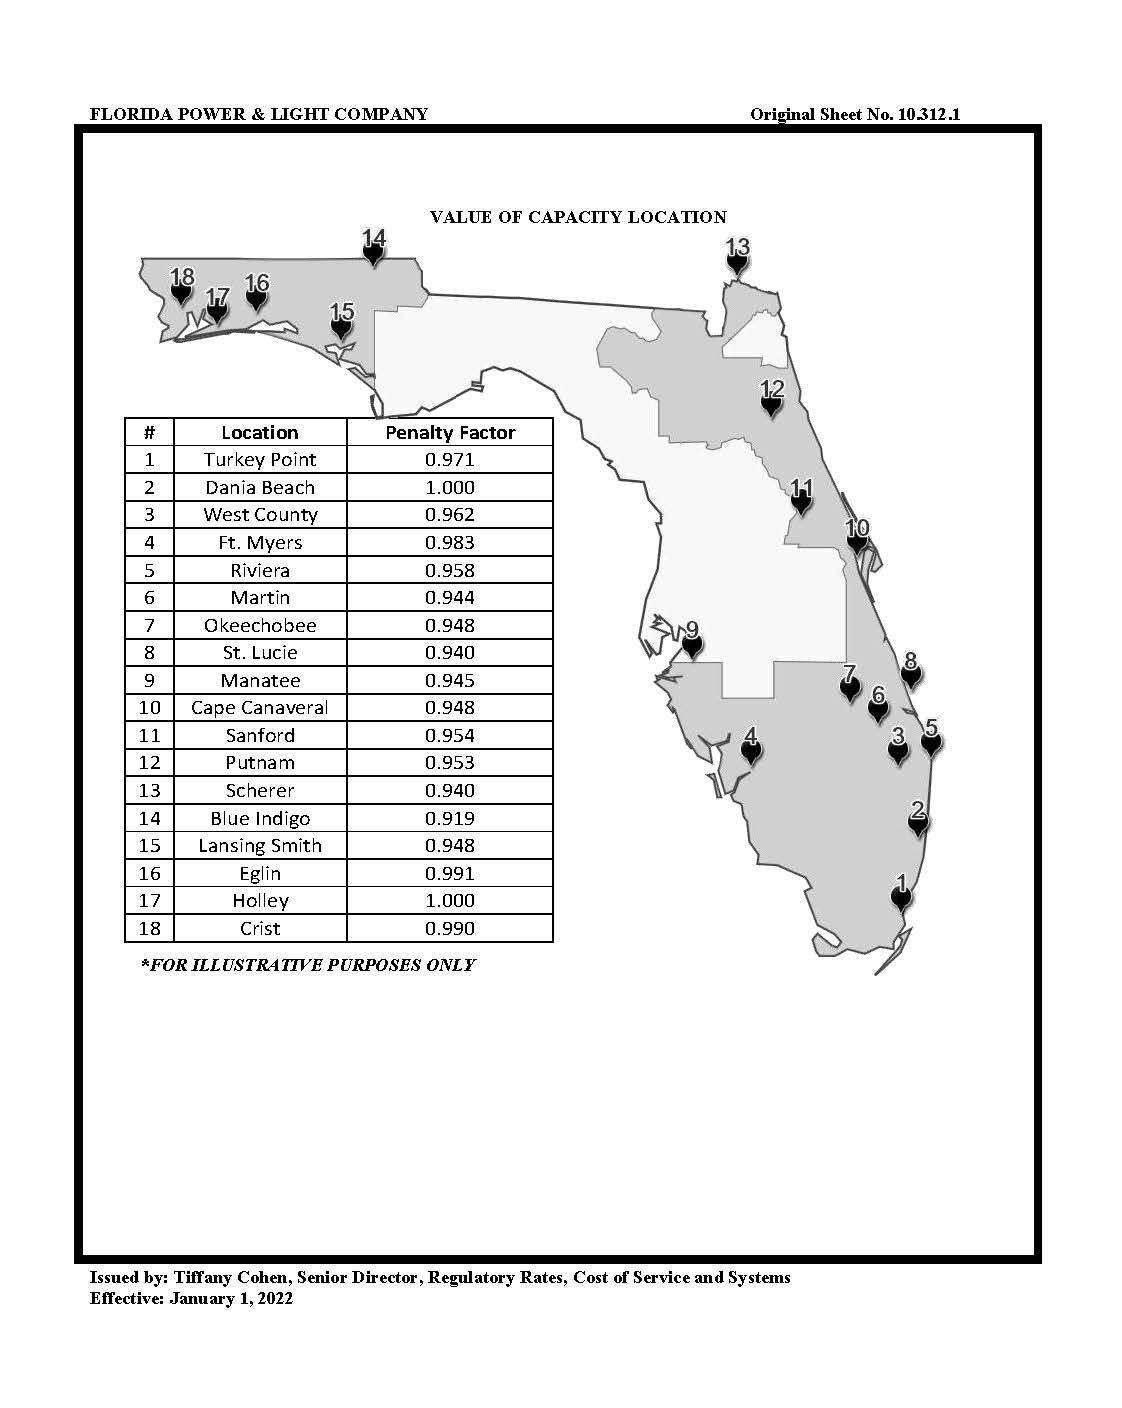 FLORIDA POWER & LIGHT COMPANY Original Sheet No. 10.312.1
VALUE OF CAPACITY LOCATION
14
13
18
17
16
15
12
11
10
9
8
7
6
5
4
3
2
1
# Location Penalty Factor
1 Turkey Point 0.971
2 Dania Beach 1.000
3 West County 0.962
4 Ft. Myers 0.983
5 Riviera 0.958
6 Martin 0.944
7 Okeechobee 0.948
8 St. Lucie 0.940
9 Manatee 0.945
10 Cape Canaveral 0.948
11 Sanford 0.954
12 Putnam 0.953
13 Scherer 0.940
14 Blue Indigo 0.919
15 Lansing Smith 0.948
16 Eglin 0.991
17 Holley 1.000
18 Crist 0.990
*FOR ILLUSTRATIVE PURPOSES ONLY
Issued by: Tiffany Cohen, Senior Director, Regulatory Rates, Cost of Service and Systems
Effective: January 1, 2022